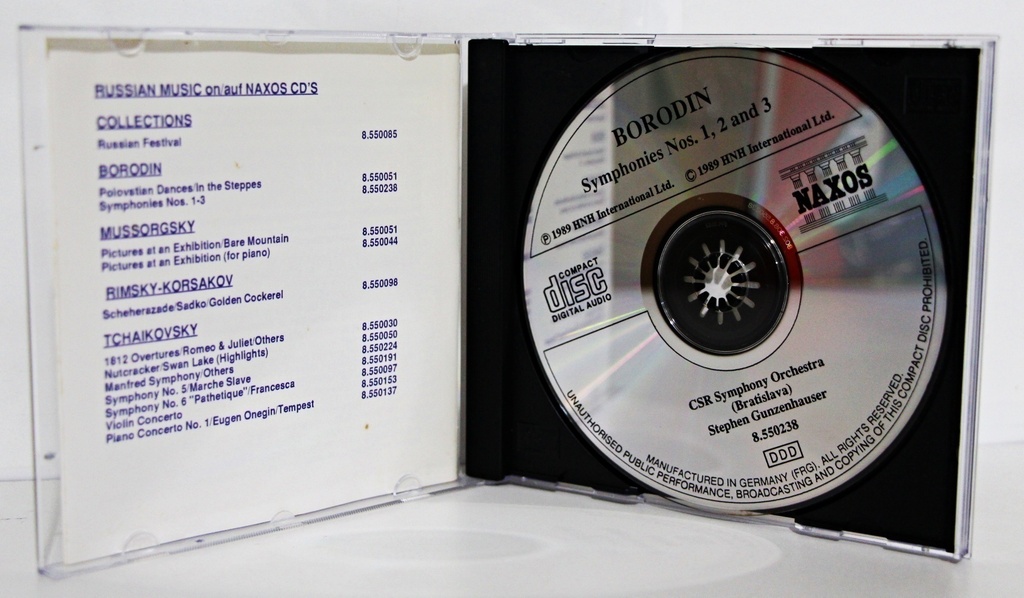 RUSSIAN MUSIC on/auf NAXOS CD'S
COLLECTIONS
Russian Festival 8.550085
BORODIN
Polovstian Dances/In the Steppes 8.550051
Symphonies Nos. 1-3 8.550238
MUSSORGSKY
Pictures at an Exhibition/Bare Mountain 8.550051
Pictures at an Exhibition (for piano) 8.550044
RIMSKY-KORSAKOV
Scheherazade/Sadko/Golden Cockerel 8.550098
TCHAIKOVSKY
1812 Overtures/Romeo & Juliet/Others 8.550030
Nutcracker/Swan Lake (Highlights) 8.550050
Manfred Symphony/Others 8.550224
Symphony No. 5/Marche Slave 8.550191
Symphony No. 6 "Pathetique"/Francesca 8.550097
Violin Concerto 8.550153
Piano Concerto No. 1/Eugen Onegin/Tempest 8.550137
BORODIN
Symphonies Nos. 1, 2 and 3
℗ 1989 HNH International Ltd. © 1989 HNH International Ltd.
NAXOS
COMPACT
disc
DIGITAL AUDIO
CSR Symphony Orchestra
(Bratislava)
Stephen Gunzenhauser
8.550238
DDD
MANUFACTURED IN GERMANY (FRG). ALL RIGHTS RESERVED.
UNAUTHORISED PUBLIC PERFORMANCE, BROADCASTING AND COPYING OF THIS COMPACT DISC PROHIBITED.